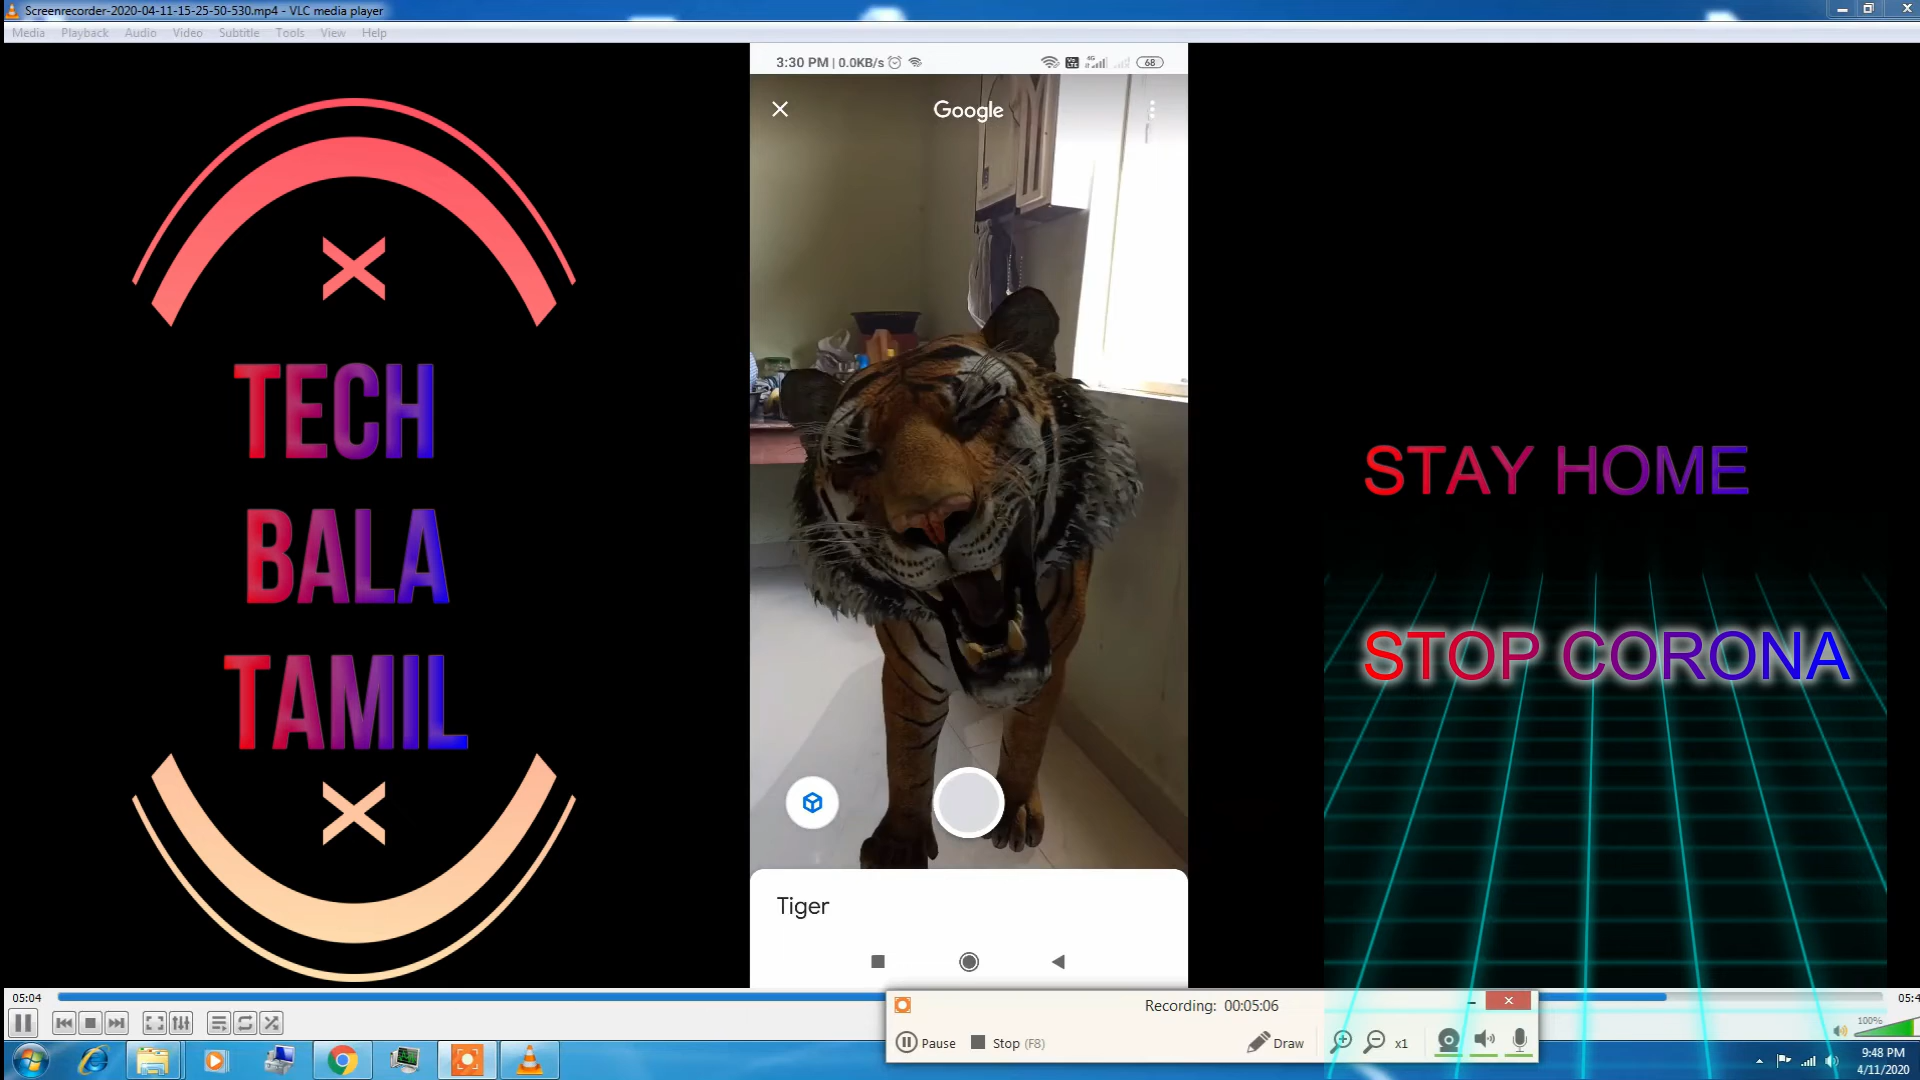 Screenrecorder-2020-04-11-15-25-50-530.mp4 - VLC media player
Media Playback Audio Video Subtitle Tools View Help
3:30 PM | 0.0KB/s
68
Google
TECH
BALA
TAMIL
STAY HOME
STOP CORONA
Tiger
05:04
Recording: 00:05:06
Pause
Stop (F8)
Draw
x1
100%
9:48 PM
4/11/2020